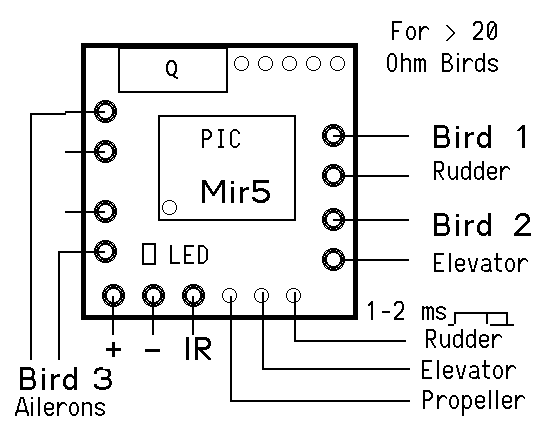 For > 20
Ohm Birds
Q
PIC
Mir5
Bird 1
Rudder
Bird 2
Elevator
LED
+ - IR
1-2 ms
Rudder
Elevator
Propeller
Bird 3
Ailerons